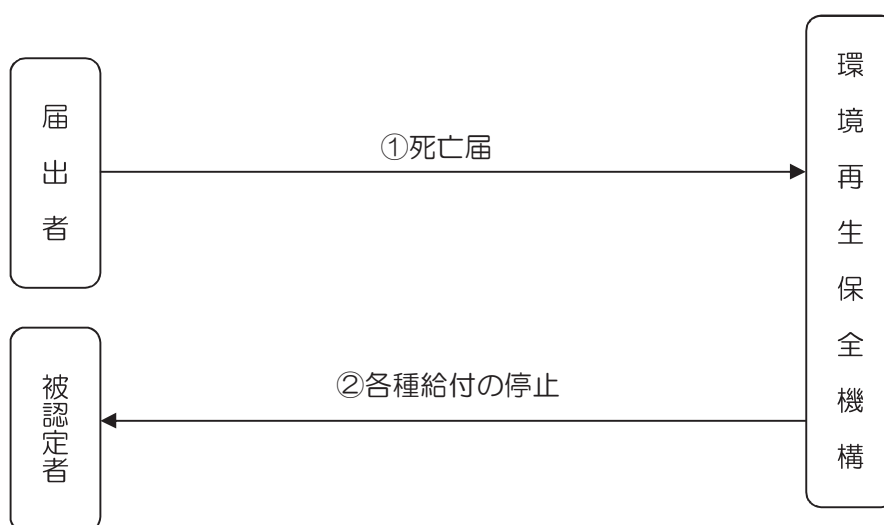 届出者
①死亡届
環境再生保全機構
被認定者
②各種給付の停止